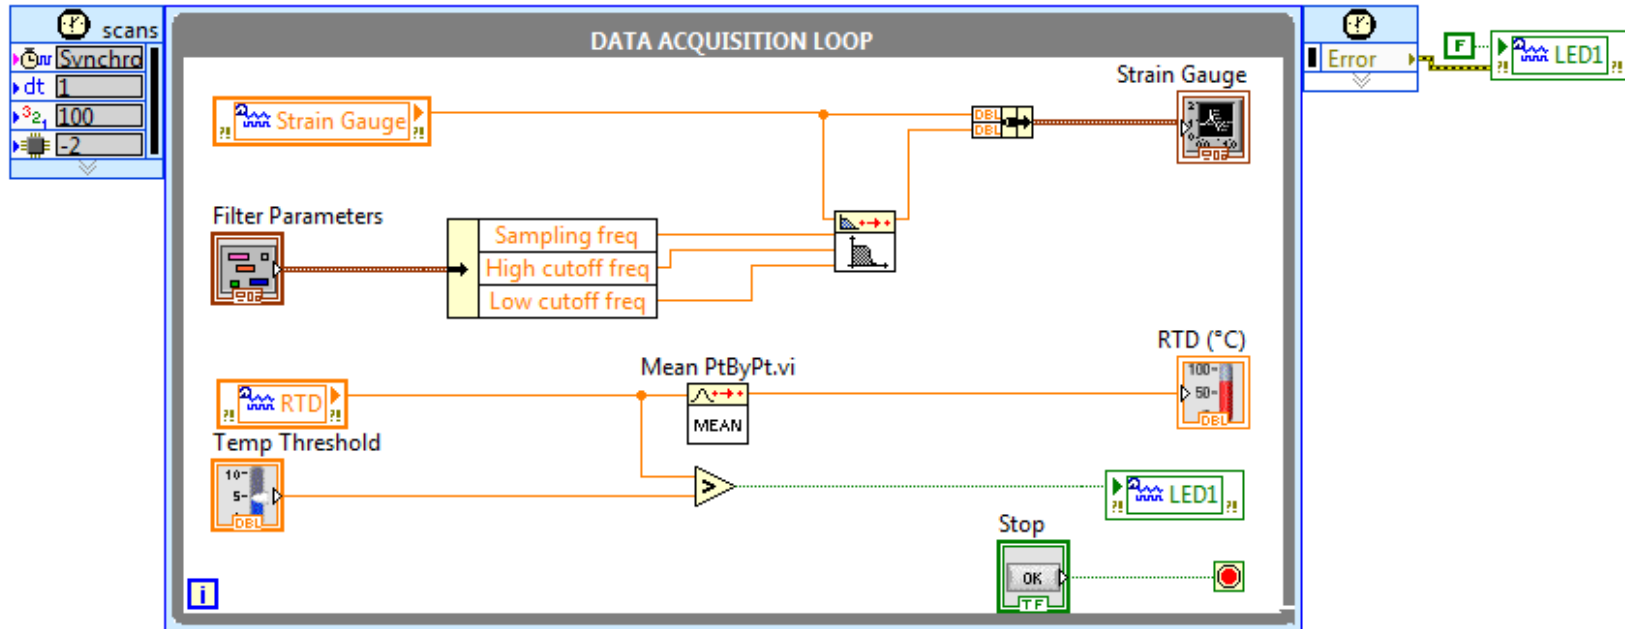 scans
DATA ACQUISITION LOOP
Synchro
dt 1
100
-2
Error
F
LED1
Strain Gauge
Strain Gauge
DBL
DBL
Filter Parameters
Sampling freq
High cutoff freq
Low cutoff freq
RTD (°C)
100
50
DBL
Mean PtByPt.vi
MEAN
RTD
Temp Threshold
10
5
DBL
>
LED1
Stop
OK
TF
i